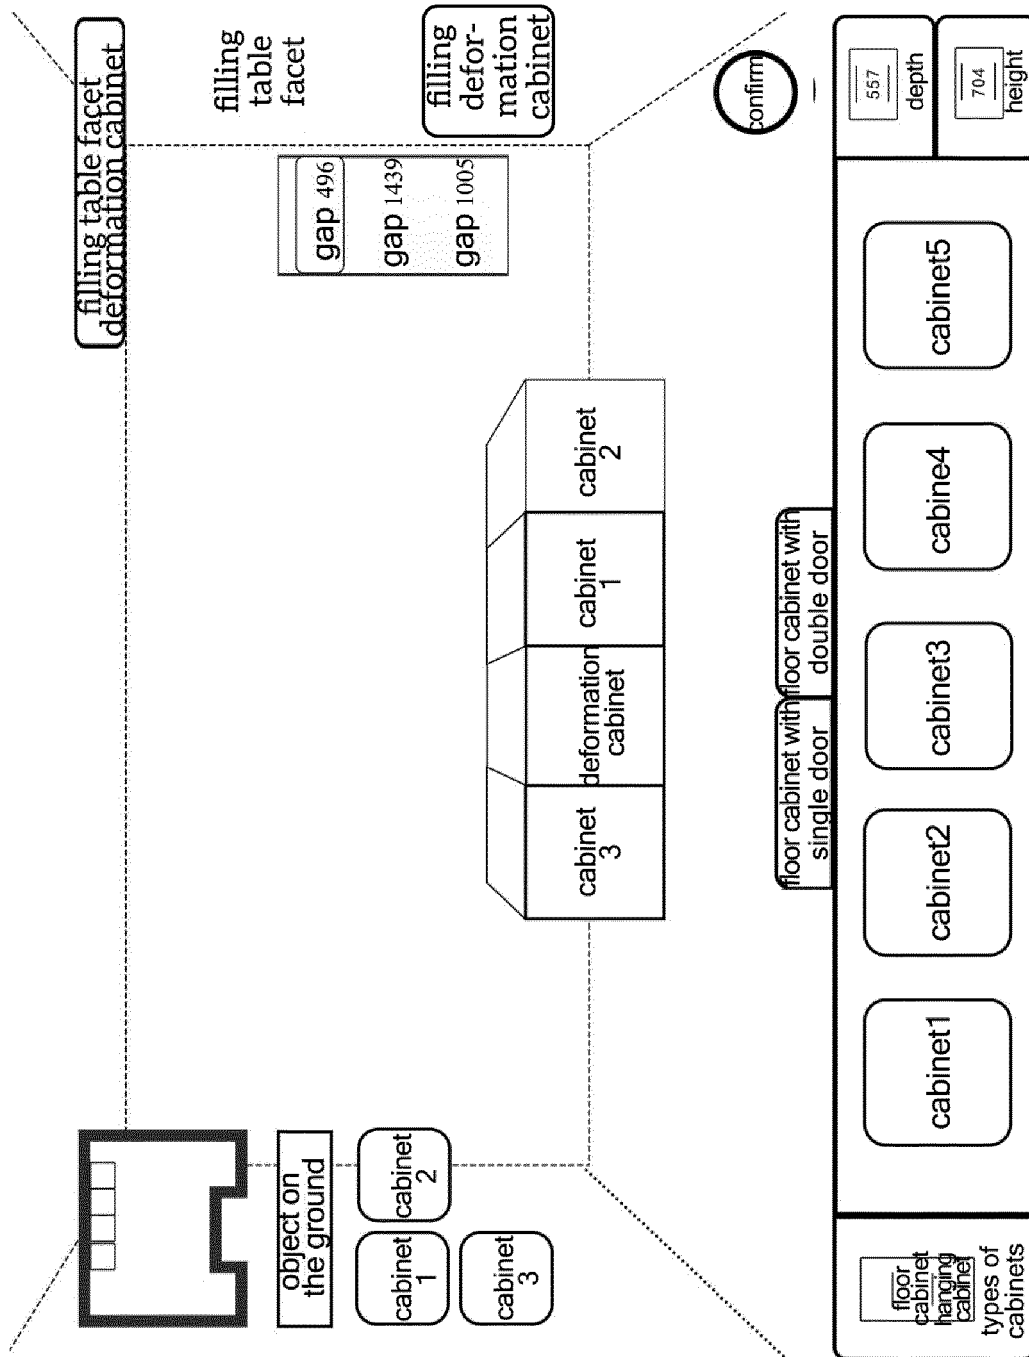 object on
the ground
cabinet
1
cabinet
2
cabinet
3
filling table facet
deformation cabinet
filling
table
facet
filling
defor-
mation
cabinet
gap 496
gap 1439
gap 1005
cabinet
3
deformation
cabinet
cabinet
1
cabinet
2
confirm
floor cabinet with
single door
floor cabinet with
double door
floor
cabinet
hanging
cabinet
types of
cabinets
cabinet1
cabinet2
cabinet3
cabine4
cabinet5
557
depth
704
height